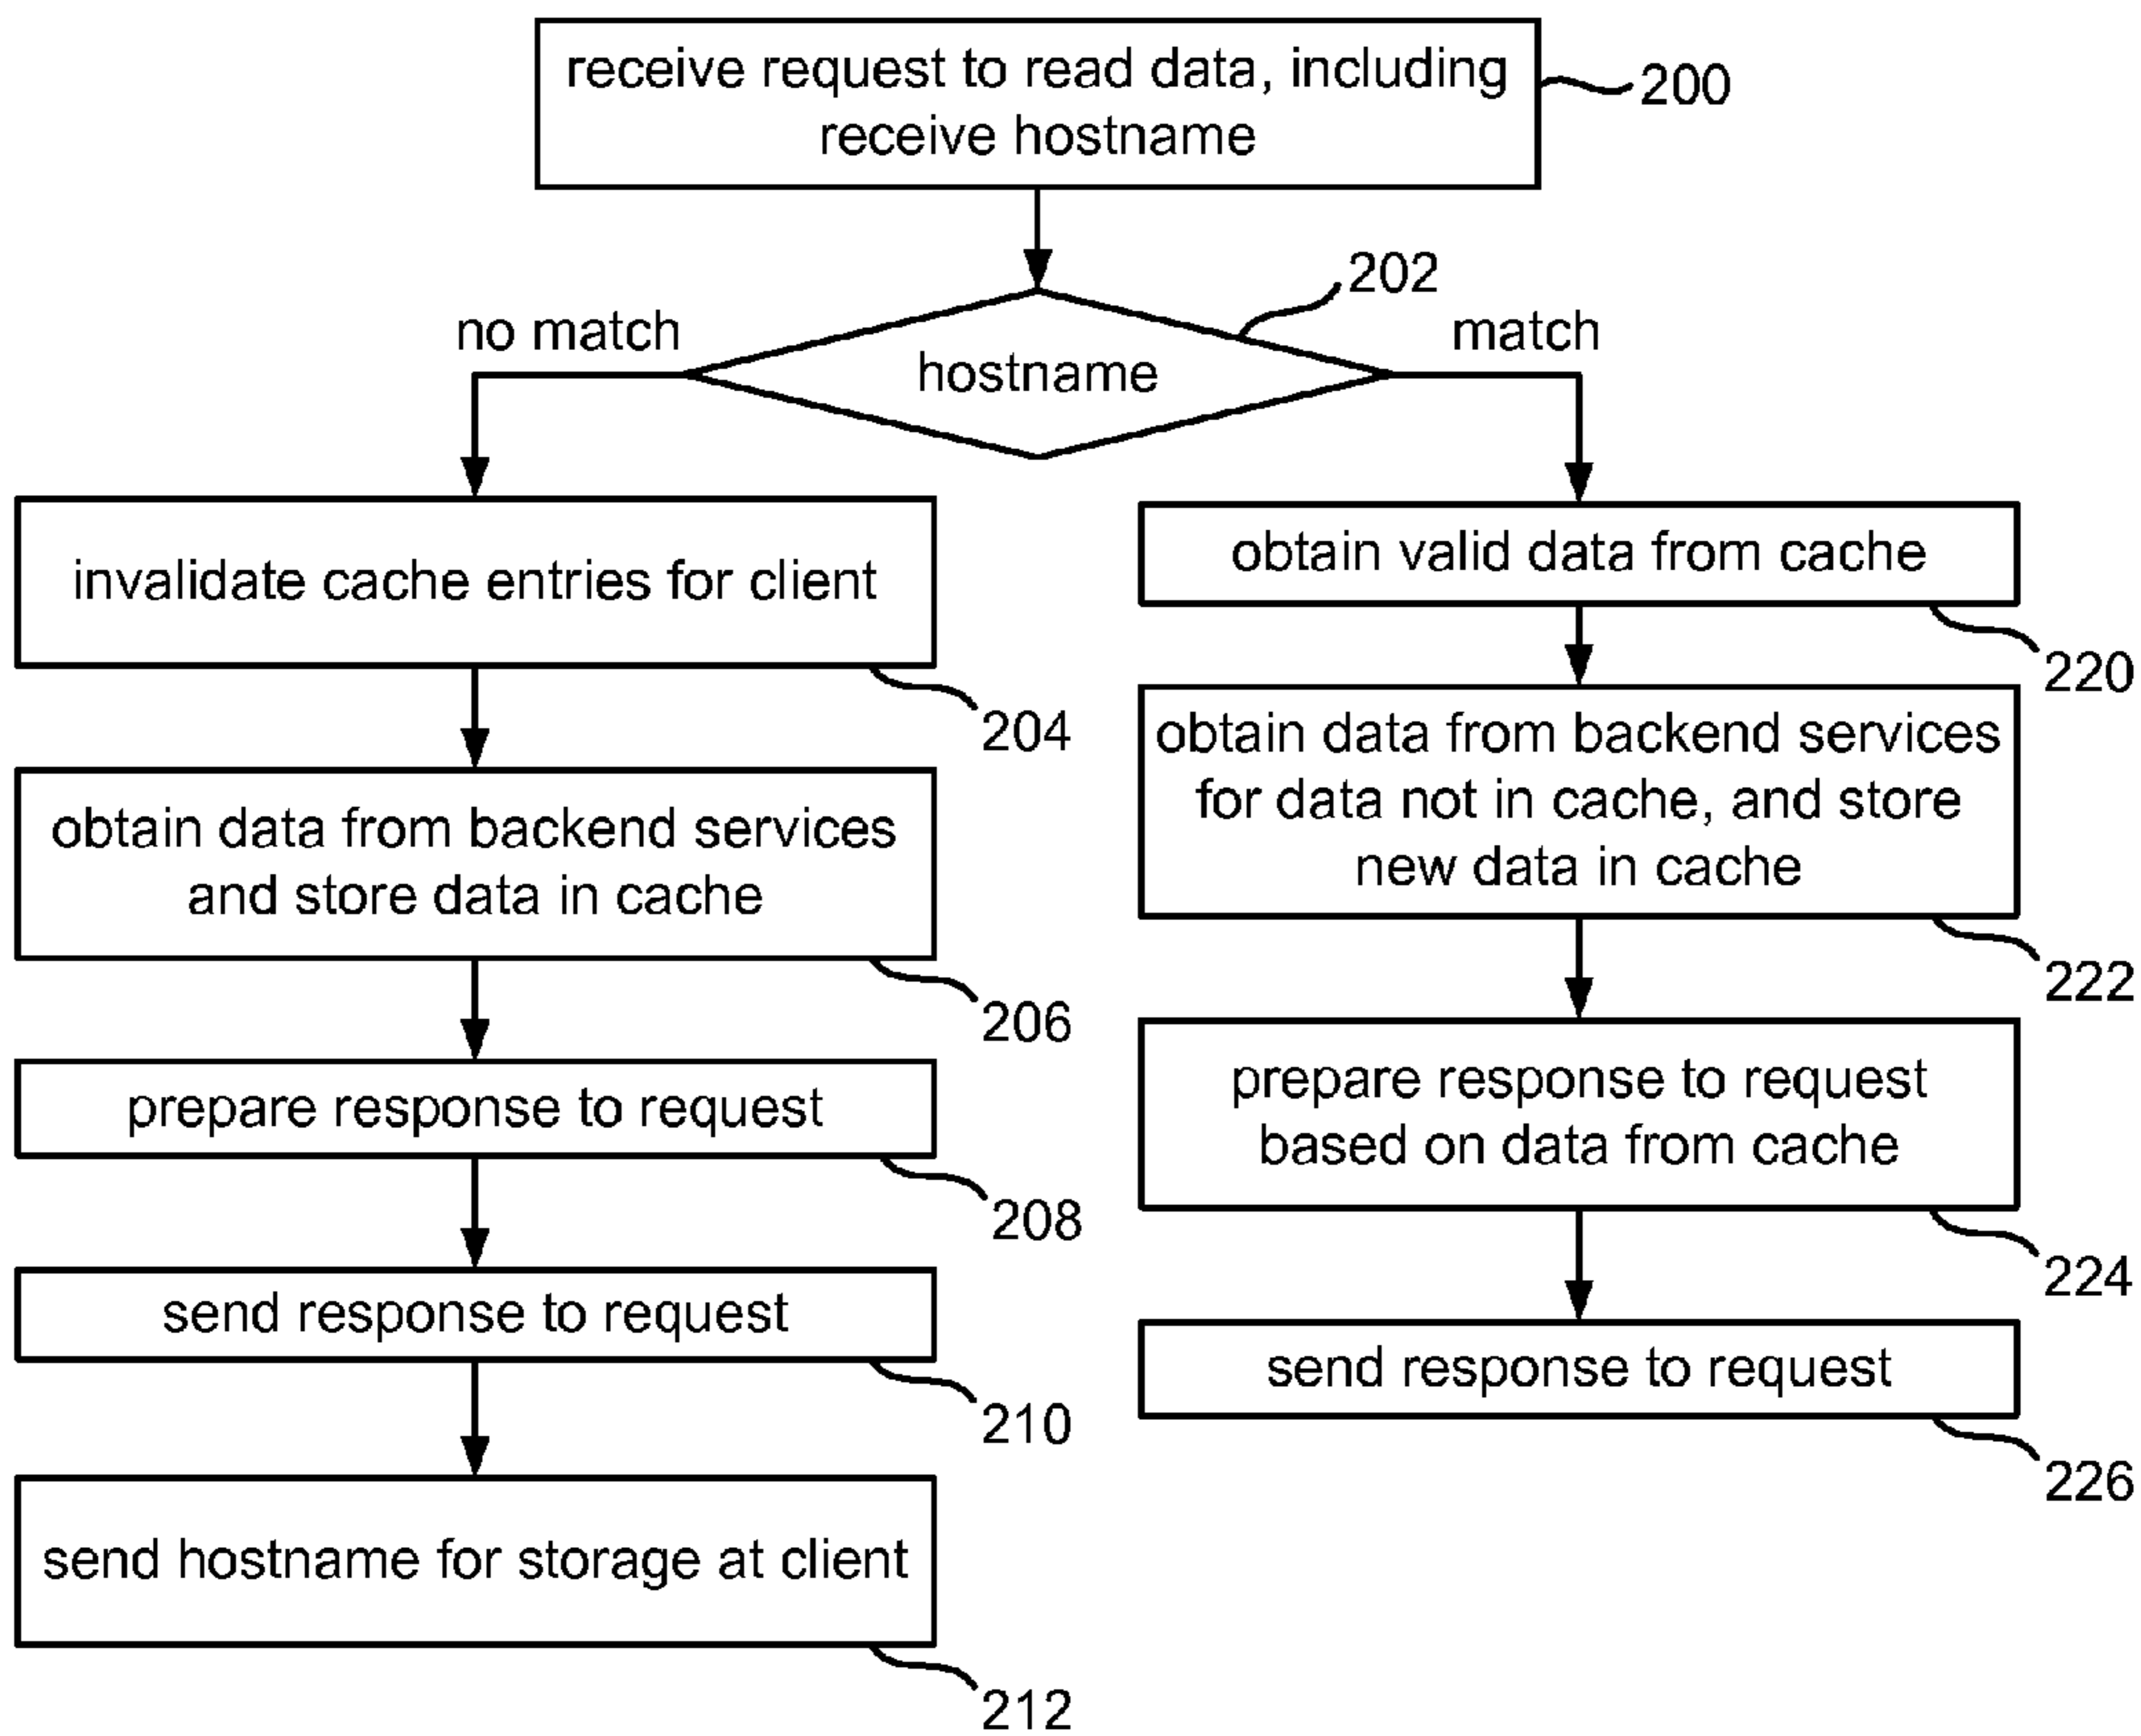 receive request to read data, including
receive hostname
200
202
no match
hostname
match
invalidate cache entries for client
204
obtain data from backend services
and store data in cache
206
prepare response to request
208
send response to request
210
send hostname for storage at client
212
obtain valid data from cache
220
obtain data from backend services
for data not in cache, and store
new data in cache
222
prepare response to request
based on data from cache
224
send response to request
226